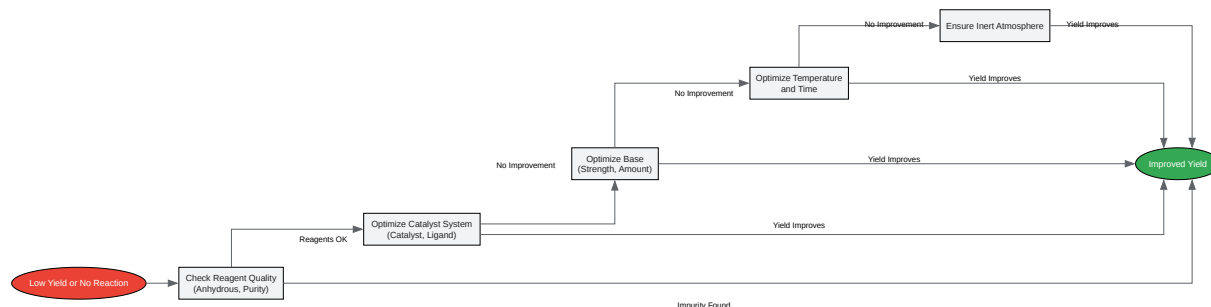 No Improvement
Ensure Inert Atmosphere
Yield Improves
Optimize Temperature
and Time
Yield Improves
No Improvement
Optimize Base
(Strength, Amount)
No Improvement
Yield Improves
Improved Yield
Optimize Catalyst System
(Catalyst, Ligand)
Yield Improves
Reagents OK
Low Yield or No Reaction
Check Reagent Quality
(Anhydrous, Purity)
Impurity Found